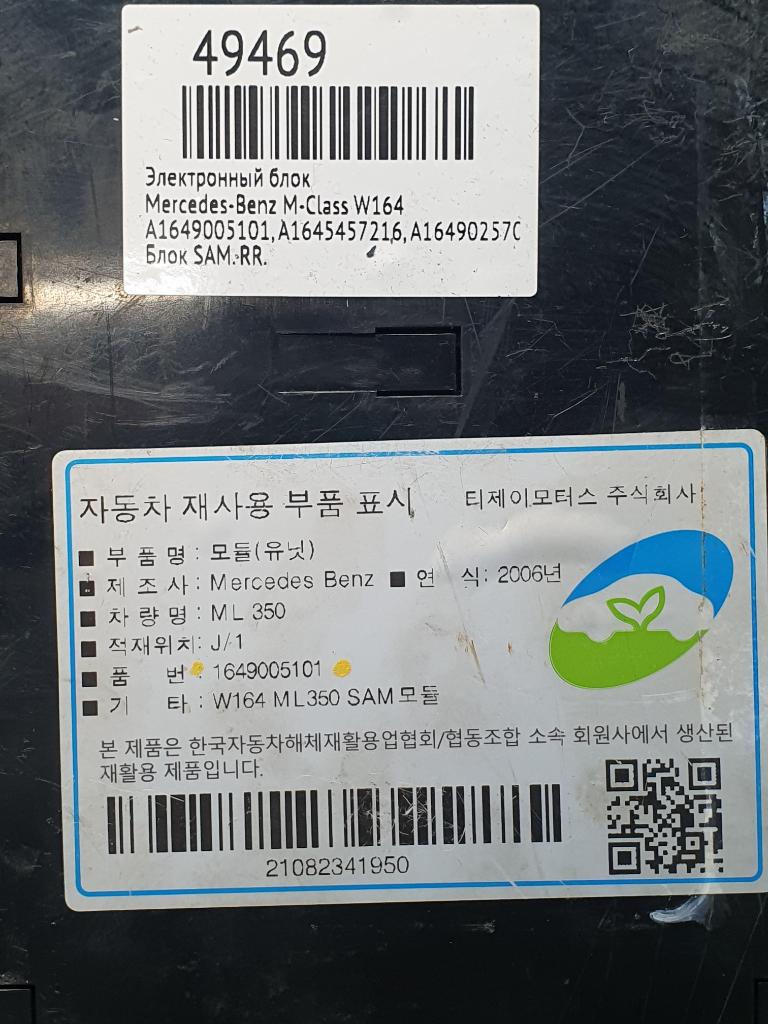 49469
Электронный блок
Mercedes-Benz M-Class W164
A1649005101, A1645457216, A16490257C
Блок SAM. RR.
자동차 재사용 부품 표시 티제이모터스 주식회사
■ 부 품 명 : 모듈(유닛)
■ 제 조 사 : Mercedes Benz ■ 연 식: 2006년
■ 차 량 명 : ML 350
■ 적재위치: J/1
■ 품 번 : 1649005101
■ 기 타 : W164 ML350 SAM 모듈
본 제품은 한국자동차해체재활용업협회/협동조합 소속 회원사에서 생산된
재활용 제품입니다.
21082341950